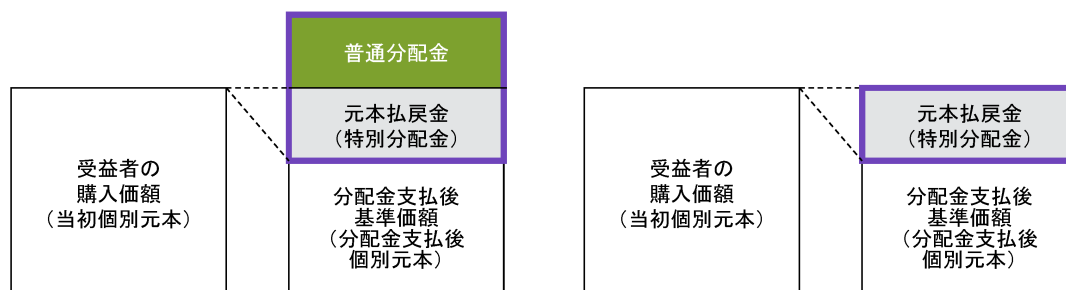 普通分配金
元本払戻金
（特別分配金）
受益者の
購入価額
（当初個別元本）
分配金支払後
基準価額
（分配金支払後
個別元本）
元本払戻金
（特別分配金）
受益者の
購入価額
（当初個別元本）
分配金支払後
基準価額
（分配金支払後
個別元本）